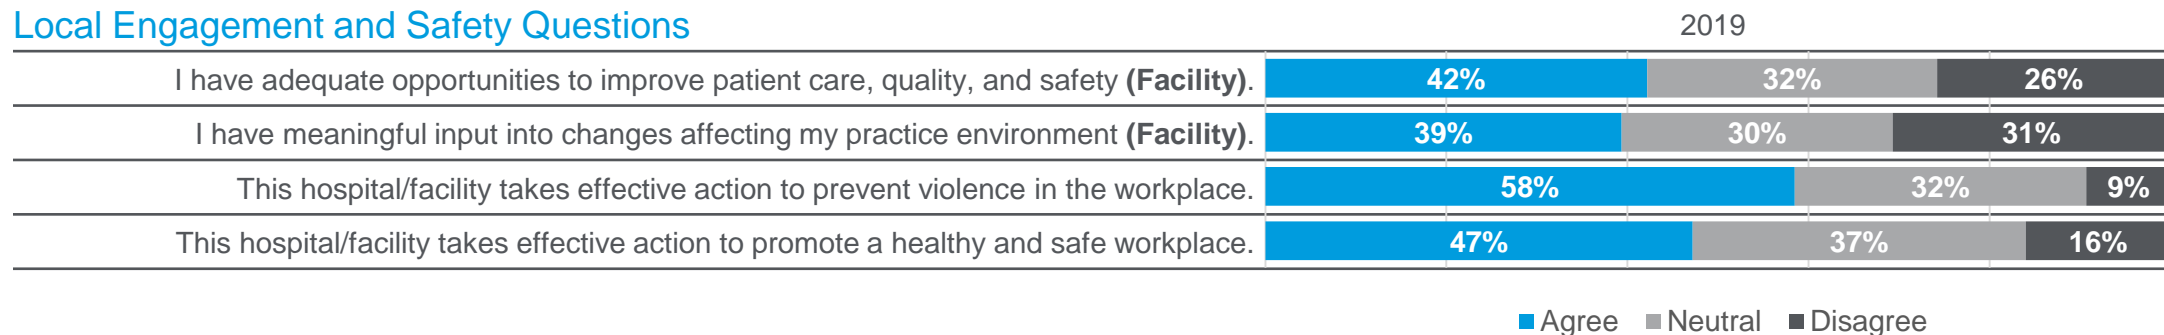 Local Engagement and Safety Questions 2019
I have adequate opportunities to improve patient care, quality, and safety (Facility). 42% 32% 26%
I have meaningful input into changes affecting my practice environment (Facility). 39% 30% 31%
This hospital/facility takes effective action to prevent violence in the workplace. 58% 32% 9%
This hospital/facility takes effective action to promote a healthy and safe workplace. 47% 37% 16%
Agree Neutral Disagree